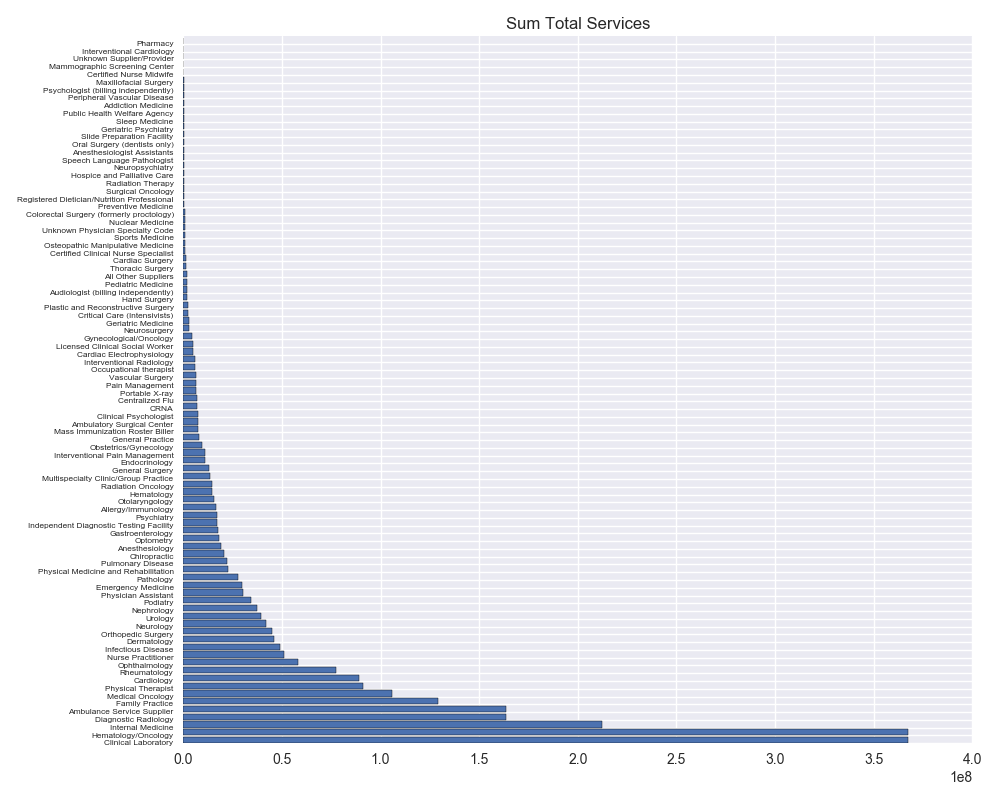 Sum Total Services
Pharmacy
Interventional Cardiology
Unknown Supplier/Provider
Mammographic Screening Center
Certified Nurse Midwife
Maxillofacial Surgery
Psychologist (billing independently)
Peripheral Vascular Disease
Addiction Medicine
Public Health Welfare Agency
Sleep Medicine
Geriatric Psychiatry
Slide Preparation Facility
Oral Surgery (dentists only)
Anesthesiologist Assistants
Speech Language Pathologist
Neuropsychiatry
Hospice and Palliative Care
Radiation Therapy
Surgical Oncology
Registered Dietician/Nutrition Professional
Preventive Medicine
Colorectal Surgery (formerly proctology)
Nuclear Medicine
Unknown Physician Specialty Code
Sports Medicine
Osteopathic Manipulative Medicine
Certified Clinical Nurse Specialist
Cardiac Surgery
Thoracic Surgery
All Other Suppliers
Pediatric Medicine
Audiologist (billing independently)
Hand Surgery
Plastic and Reconstructive Surgery
Critical Care (Intensivists)
Geriatric Medicine
Neurosurgery
Gynecological/Oncology
Licensed Clinical Social Worker
Cardiac Electrophysiology
Interventional Radiology
Occupational therapist
Vascular Surgery
Pain Management
Portable X-ray
Centralized Flu
CRNA
Clinical Psychologist
Ambulatory Surgical Center
Mass Immunization Roster Biller
General Practice
Obstetrics/Gynecology
Interventional Pain Management
Endocrinology
General Surgery
Multispecialty Clinic/Group Practice
Radiation Oncology
Hematology
Otolaryngology
Allergy/Immunology
Psychiatry
Independent Diagnostic Testing Facility
Gastroenterology
Optometry
Anesthesiology
Chiropractic
Pulmonary Disease
Physical Medicine and Rehabilitation
Pathology
Emergency Medicine
Physician Assistant
Podiatry
Nephrology
Urology
Neurology
Orthopedic Surgery
Dermatology
Infectious Disease
Nurse Practitioner
Ophthalmology
Rheumatology
Cardiology
Physical Therapist
Medical Oncology
Family Practice
Ambulance Service Supplier
Diagnostic Radiology
Internal Medicine
Hematology/Oncology
Clinical Laboratory
0.0 0.5 1.0 1.5 2.0 2.5 3.0 3.5 4.0
1e8